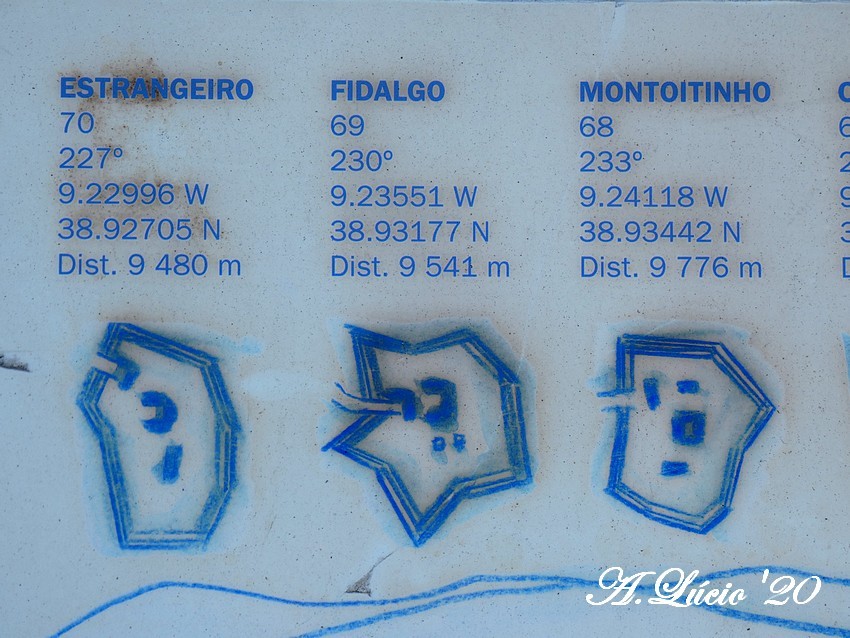 ESTRANGEIRO
70
227º
9.22996 W
38.92705 N
Dist. 9 480 m
FIDALGO
69
230º
9.23551 W
38.93177 N
Dist. 9 541 m
MONTOITINHO
68
233º
9.24118 W
38.93442 N
Dist. 9 776 m
A.Lúcio '20